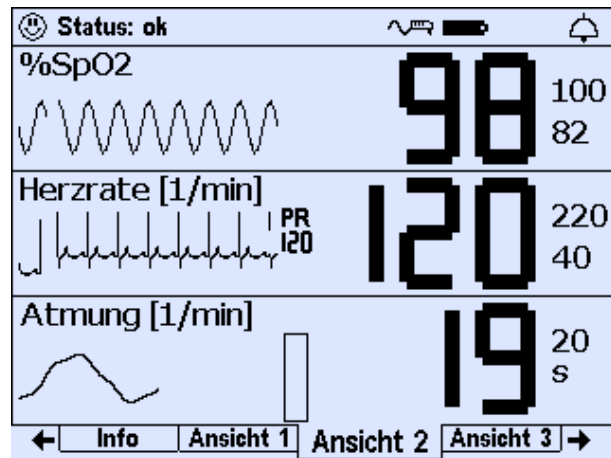 Status: ok
%SpO2
98
100
82
Herzrate [1/min]
PR
120
120
220
40
Atmung [1/min]
19
20
s
Info Ansicht 1 Ansicht 2 Ansicht 3